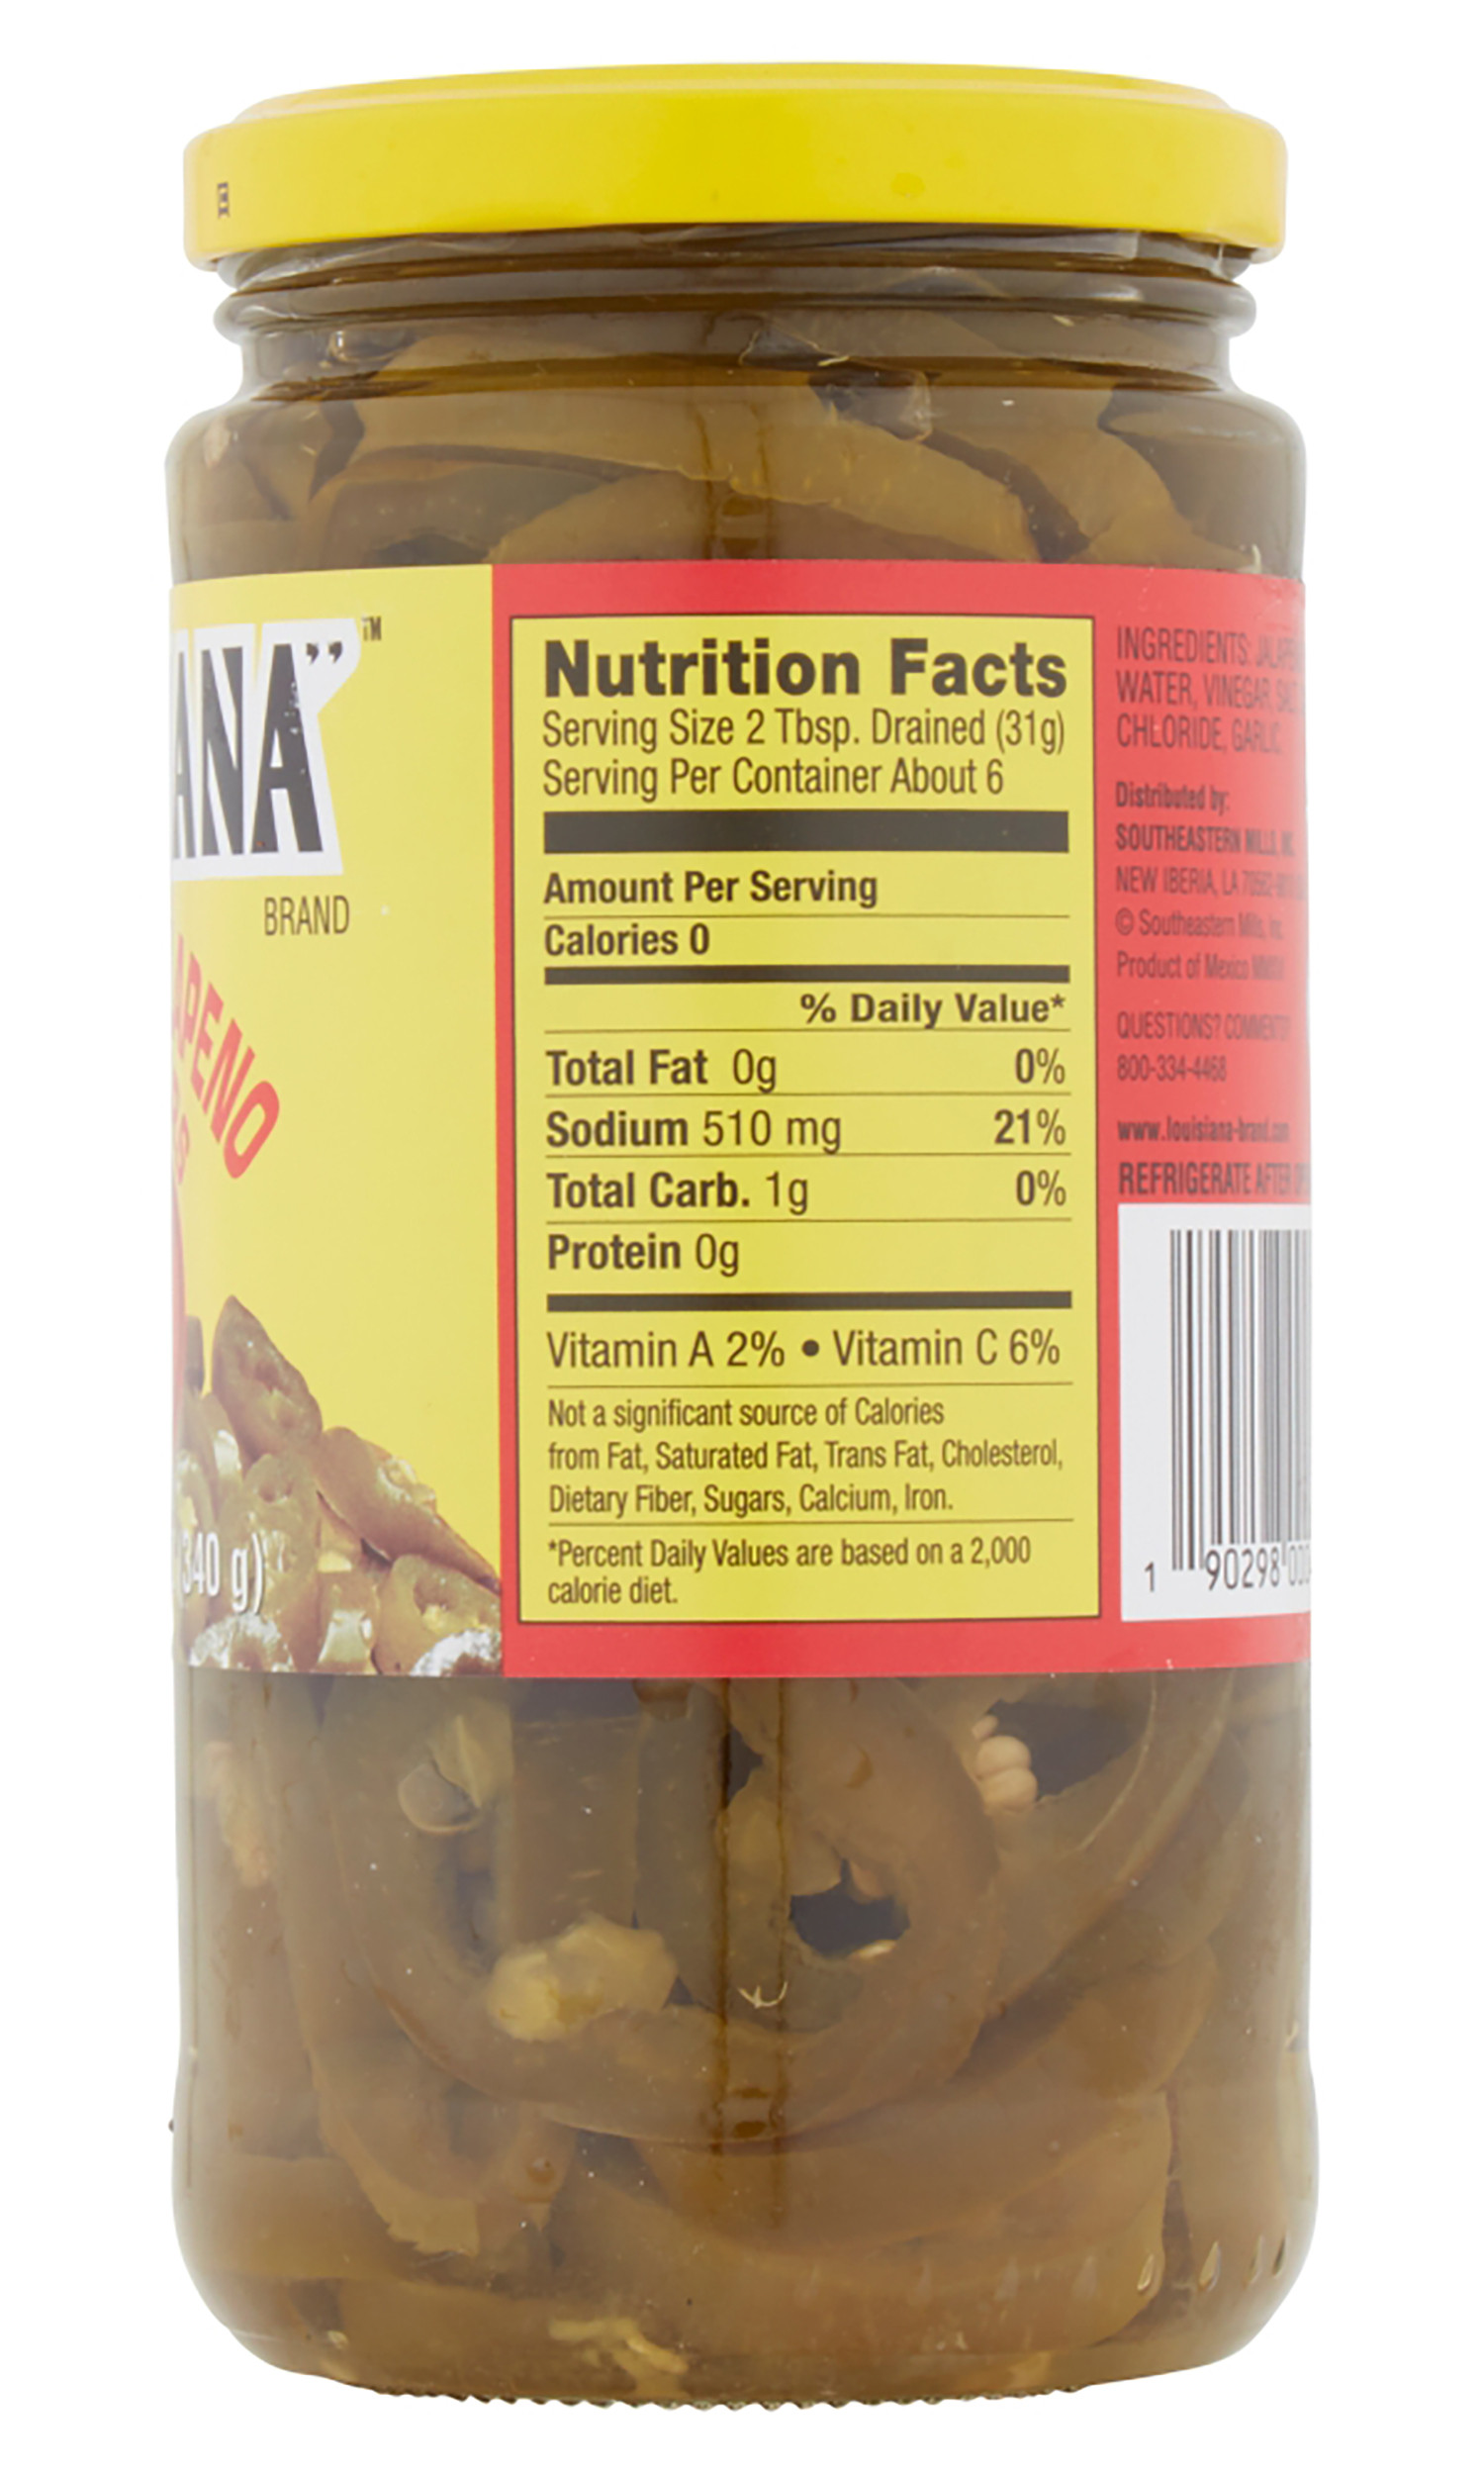 ANA”™
BRAND
APENO
RS
340 g)
Nutrition Facts
Serving Size 2 Tbsp. Drained (31g)
Serving Per Container About 6
Amount Per Serving
Calories 0
% Daily Value*
Total Fat 0g 0%
Sodium 510 mg 21%
Total Carb. 1g 0%
Protein 0g
Vitamin A 2% • Vitamin C 6%
Not a significant source of Calories
from Fat, Saturated Fat, Trans Fat, Cholesterol,
Dietary Fiber, Sugars, Calcium, Iron.
*Percent Daily Values are based on a 2,000
calorie diet.
INGREDIENTS:
WATER, VINEGAR,
CHLORIDE, GARLIC
Distributed by:
SOUTHEASTERN MILLS,
NEW IBERIA, LA
© Southeastern Mills, Inc.
Product of Mexico
QUESTIONS?
800-334-4468
www.louisiana-brand.com
REFRIGERATE AFTER
1 90298 00